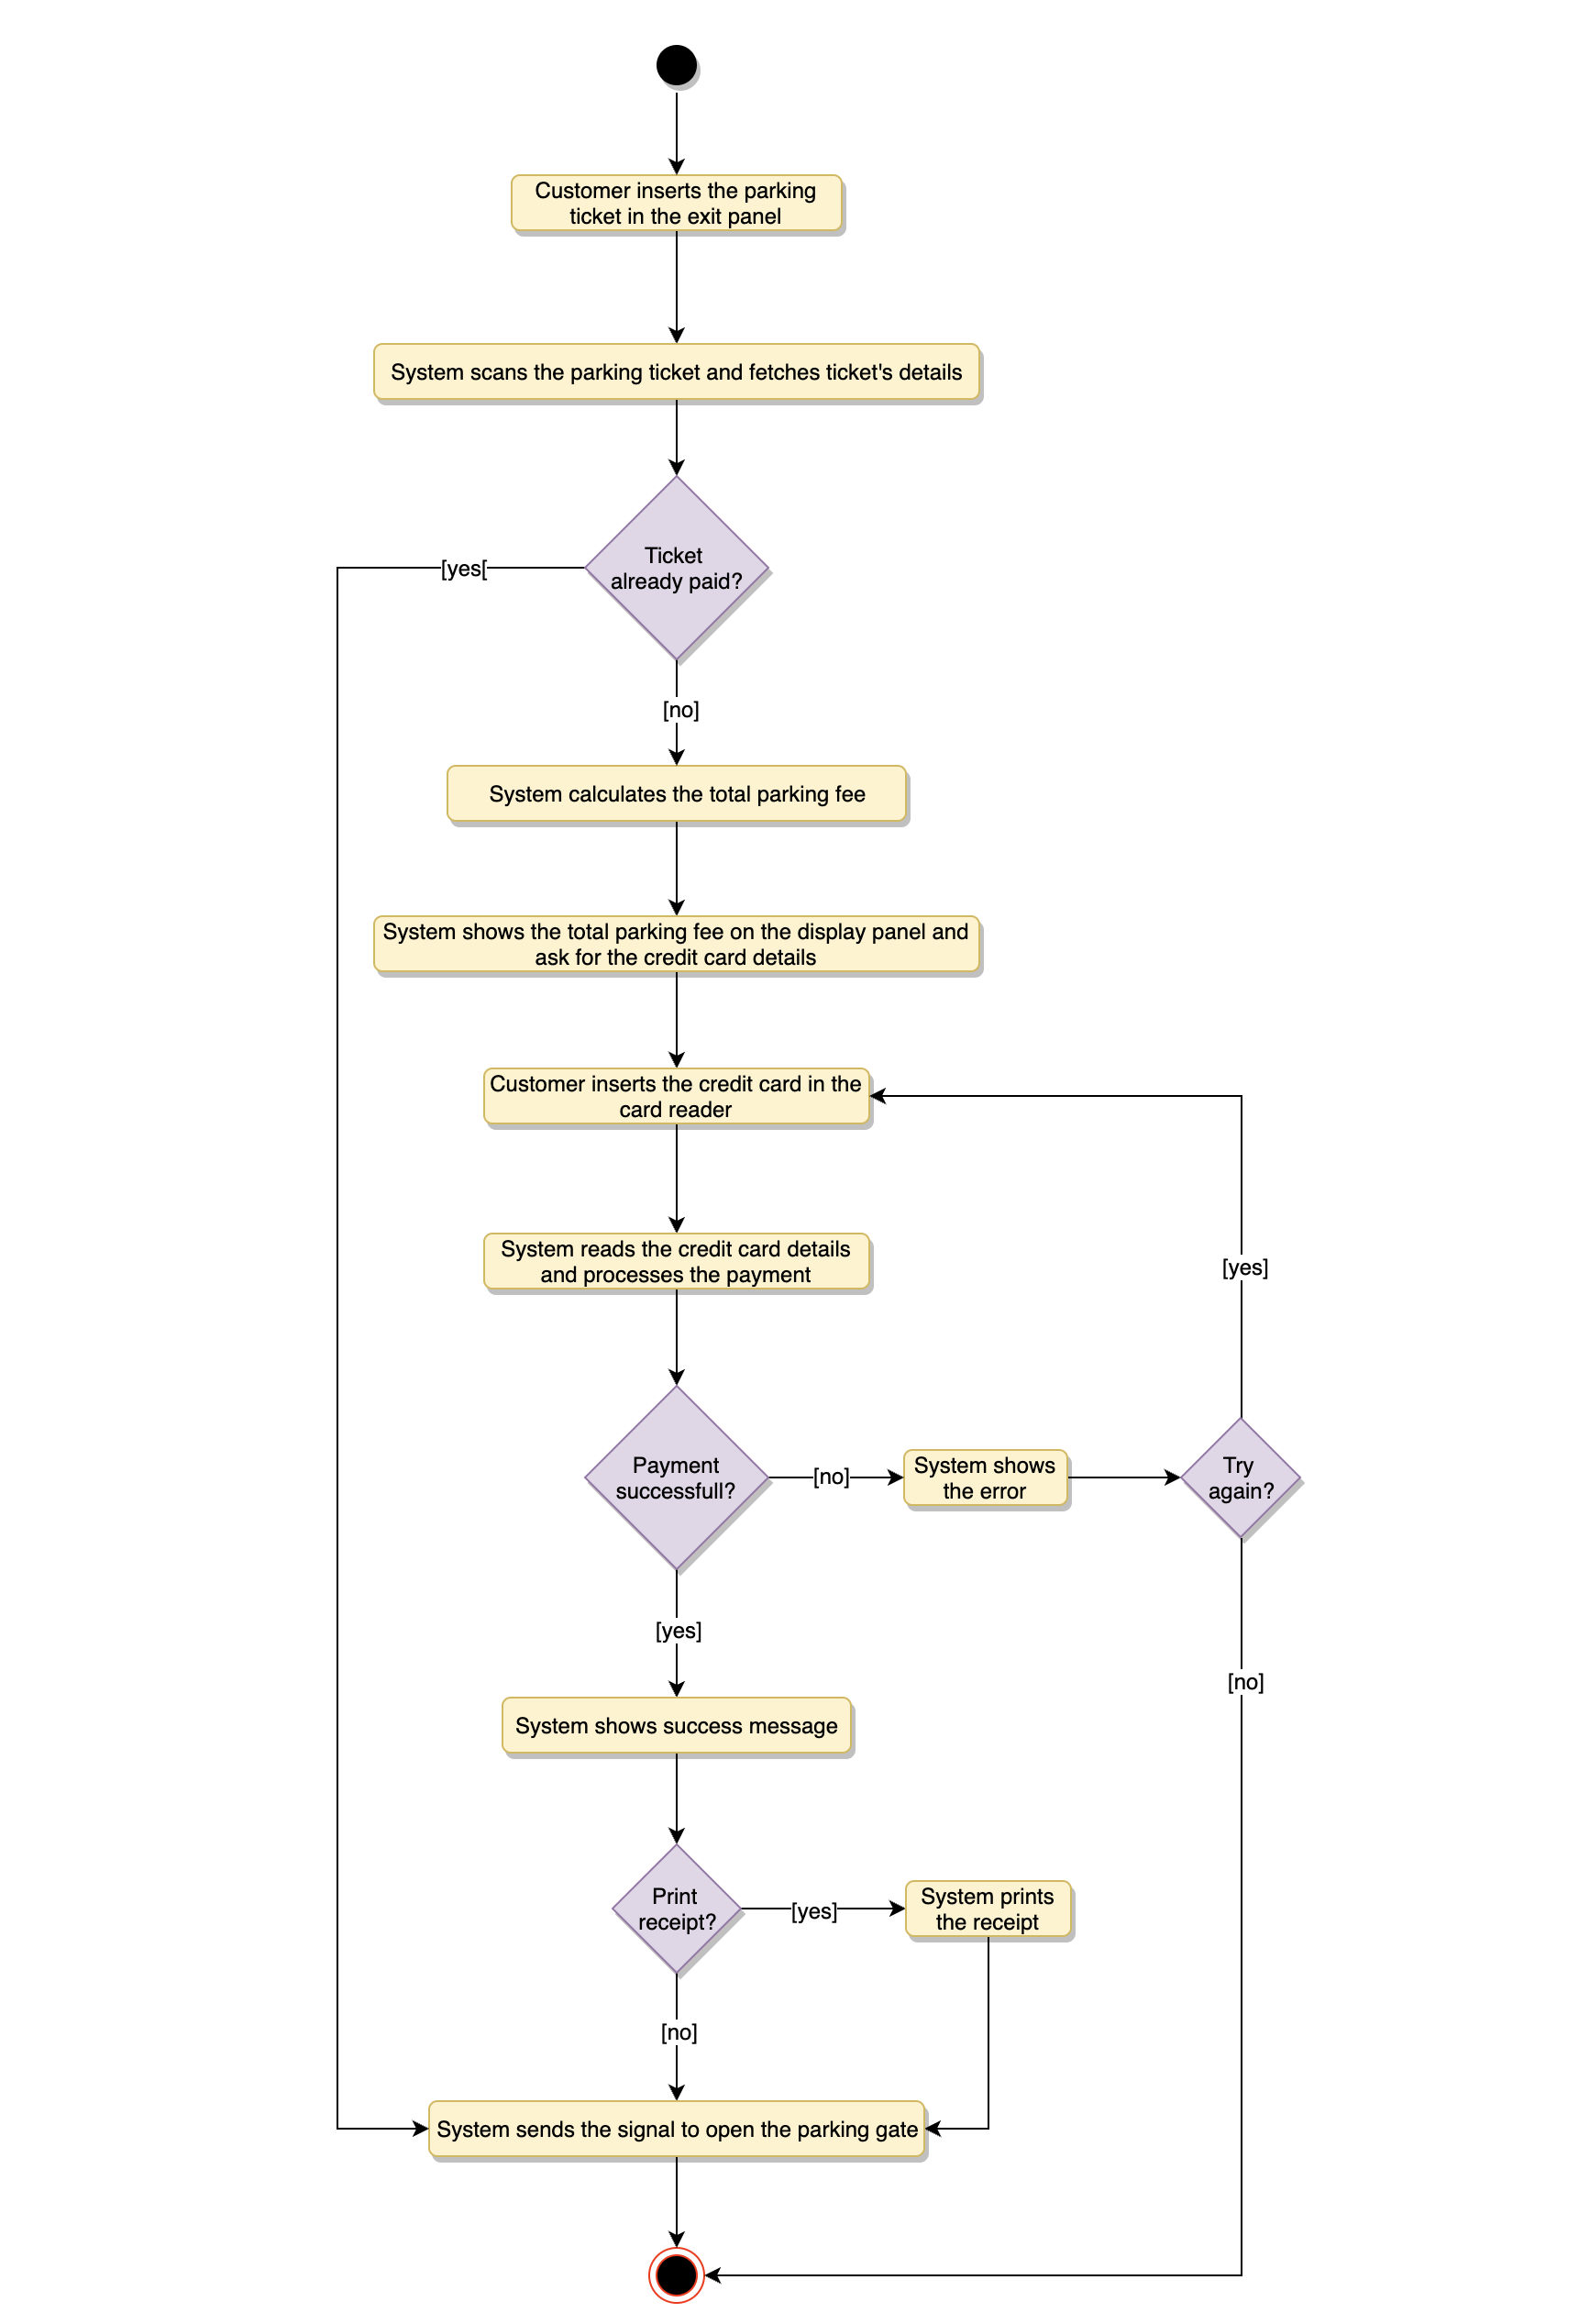 Customer inserts the parking
ticket in the exit panel
System scans the parking ticket and fetches ticket's details
Ticket
already paid?
[yes[
[no]
System calculates the total parking fee
System shows the total parking fee on the display panel and
ask for the credit card details
Customer inserts the credit card in the
card reader
System reads the credit card details
and processes the payment
[yes]
Payment
successfull?
[no]
System shows
the error
Try
again?
[yes]
[no]
System shows success message
Print
receipt?
[yes]
System prints
the receipt
[no]
System sends the signal to open the parking gate